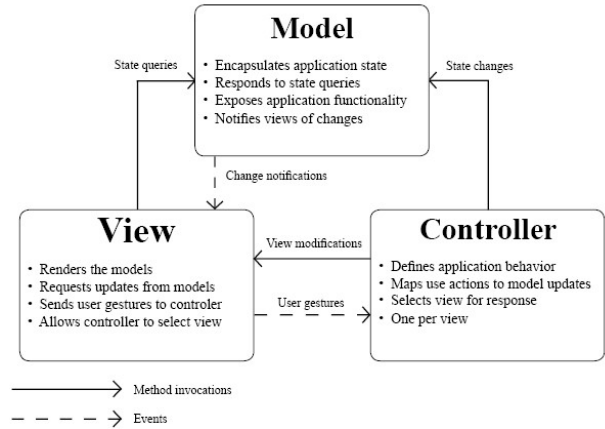 Model
• Encapsulates application state
• Responds to state queries
• Exposes application functionality
• Notifies views of changes
State queries
State changes
Change notifications
View
• Renders the models
• Requests updates from models
• Sends user gestures to controler
• Allows controller to select view
View modifications
User gestures
Controller
• Defines application behavior
• Maps use actions to model updates
• Selects view for response
• One per view
Method invocations
Events